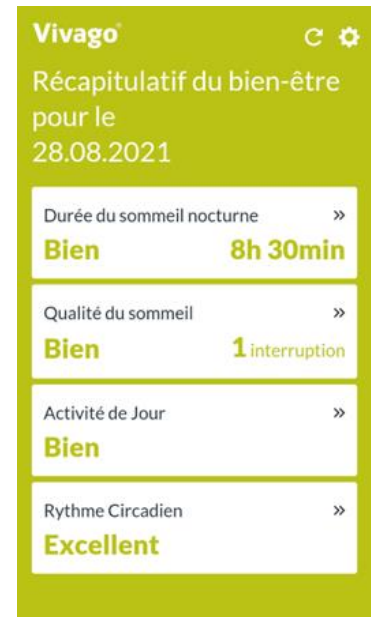 Vivago®
Récapitulatif du bien-être
pour le
28.08.2021
Durée du sommeil nocturne »
Bien 8h 30min
Qualité du sommeil »
Bien 1 interruption
Activité de Jour »
Bien
Rythme Circadien »
Excellent